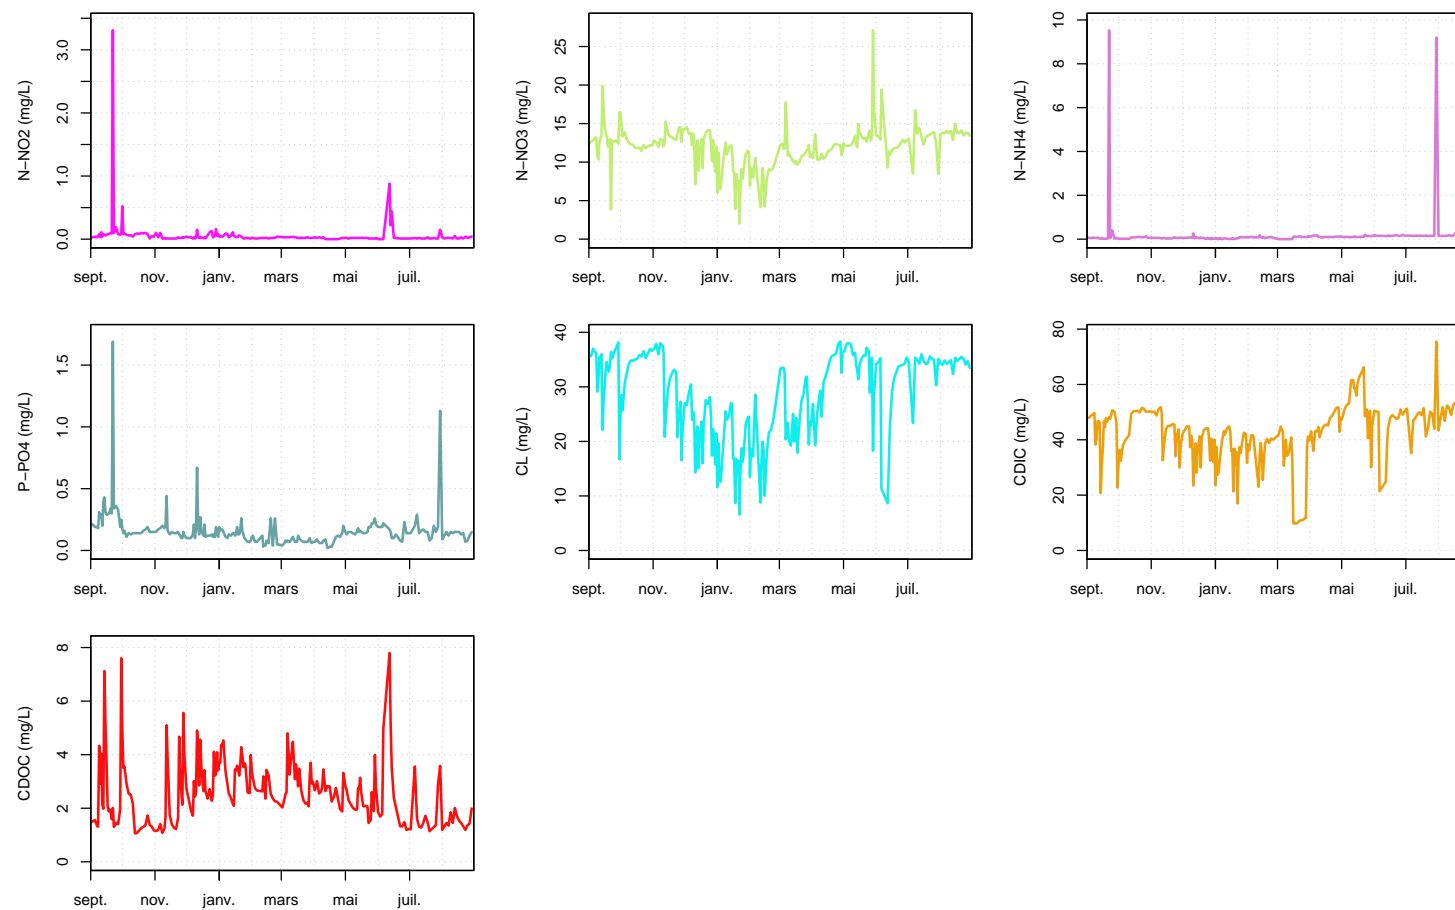 N−NO2 (mg/L)
0.0 1.0 2.0 3.0
sept. nov. janv. mars mai juil.
N−NO3 (mg/L)
0 5 10 15 20 25
sept. nov. janv. mars mai juil.
N−NH4 (mg/L)
0 2 4 6 8 10
sept. nov. janv. mars mai juil.
P−PO4 (mg/L)
0.0 0.5 1.0 1.5
sept. nov. janv. mars mai juil.
CL (mg/L)
0 10 20 30 40
sept. nov. janv. mars mai juil.
CDIC (mg/L)
0 20 40 60 80
sept. nov. janv. mars mai juil.
CDOC (mg/L)
0 2 4 6 8
sept. nov. janv. mars mai juil.